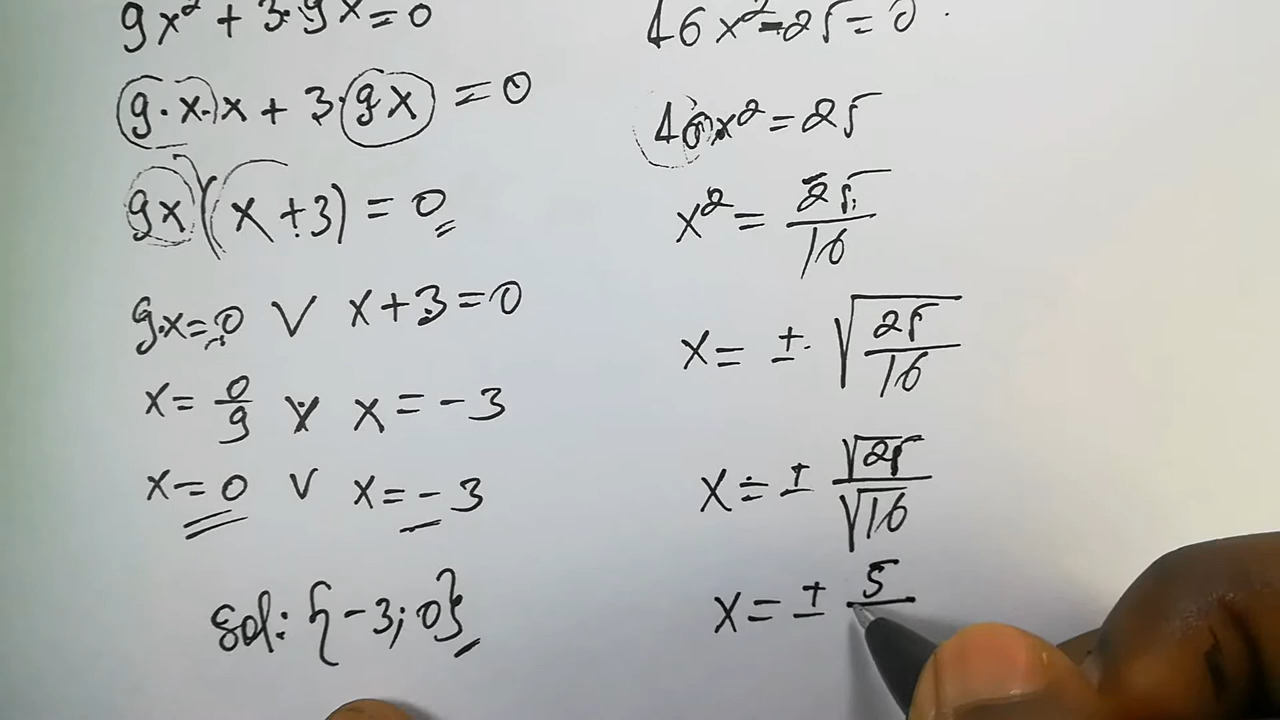 9x² + 3·9x = 0
(9·x·)x + 3·(9x) = 0
9x(x + 3) = 0
9·x = 0 V x + 3 = 0
x = 0/9 V x = -3
x = 0 V x = -3
Sol: {-3; 0}
16x² - 25 = 0
16x² = 25
x² = 25/16
x = ± √(25/16)
x = ± √25/√16
x = ± 5/